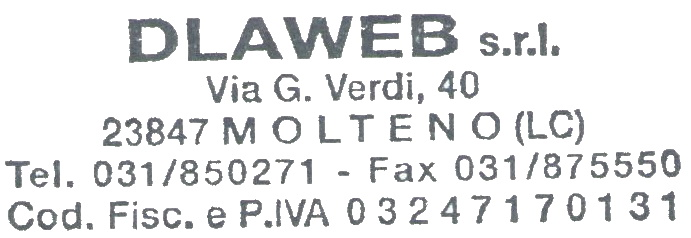 DLAWEB s.r.l.
Via G. Verdi, 40
23847 M O L T E N O (LC)
Tel. 031/850271 - Fax 031/875550
Cod. Fisc. e P.IVA 0 3 2 4 7 1 7 0 1 3 1